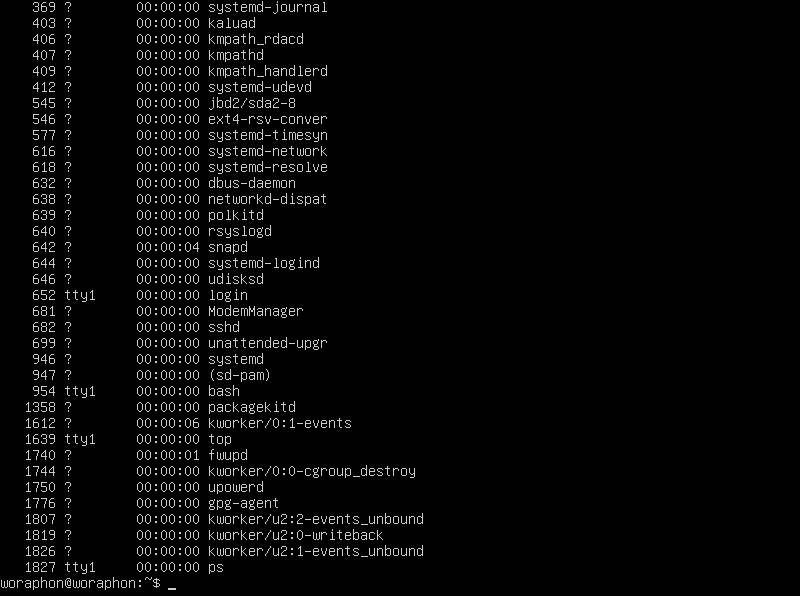 369 ? 00:00:00 systemd-journal
403 ? 00:00:00 kaluad
406 ? 00:00:00 kmpath_rdacd
407 ? 00:00:00 kmpathd
409 ? 00:00:00 kmpath_handlerd
412 ? 00:00:00 systemd-udevd
545 ? 00:00:00 jbd2/sda2-8
546 ? 00:00:00 ext4-rsv-conver
577 ? 00:00:00 systemd-timesyn
616 ? 00:00:00 systemd-network
618 ? 00:00:00 systemd-resolve
632 ? 00:00:00 dbus-daemon
638 ? 00:00:00 networkd-dispat
639 ? 00:00:00 polkitd
640 ? 00:00:00 rsyslogd
642 ? 00:00:04 snapd
644 ? 00:00:00 systemd-logind
646 ? 00:00:00 udisksd
652 tty1 00:00:00 login
681 ? 00:00:00 ModemManager
682 ? 00:00:00 sshd
699 ? 00:00:00 unattended-upgr
946 ? 00:00:00 systemd
947 ? 00:00:00 (sd-pam)
954 tty1 00:00:00 bash
1358 ? 00:00:00 packagekitd
1612 ? 00:00:06 kworker/0:1-events
1639 tty1 00:00:00 top
1740 ? 00:00:01 fwupd
1744 ? 00:00:00 kworker/0:0-cgroup_destroy
1750 ? 00:00:00 upowerd
1776 ? 00:00:00 gpg-agent
1807 ? 00:00:00 kworker/u2:2-events_unbound
1819 ? 00:00:00 kworker/u2:0-writeback
1826 ? 00:00:00 kworker/u2:1-events_unbound
1827 tty1 00:00:00 ps
woraphon@woraphon:~$ _